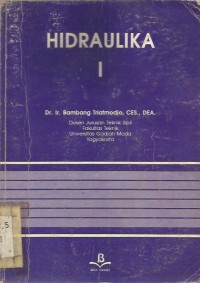 HIDRAULIKA
I
Dr. Ir. Bambang Triatmodjo, CES., DEA.
Dosen Jurusan Teknik Sipil
Fakultas Teknik
Universitas Gadjah Mada
Yogyakarta